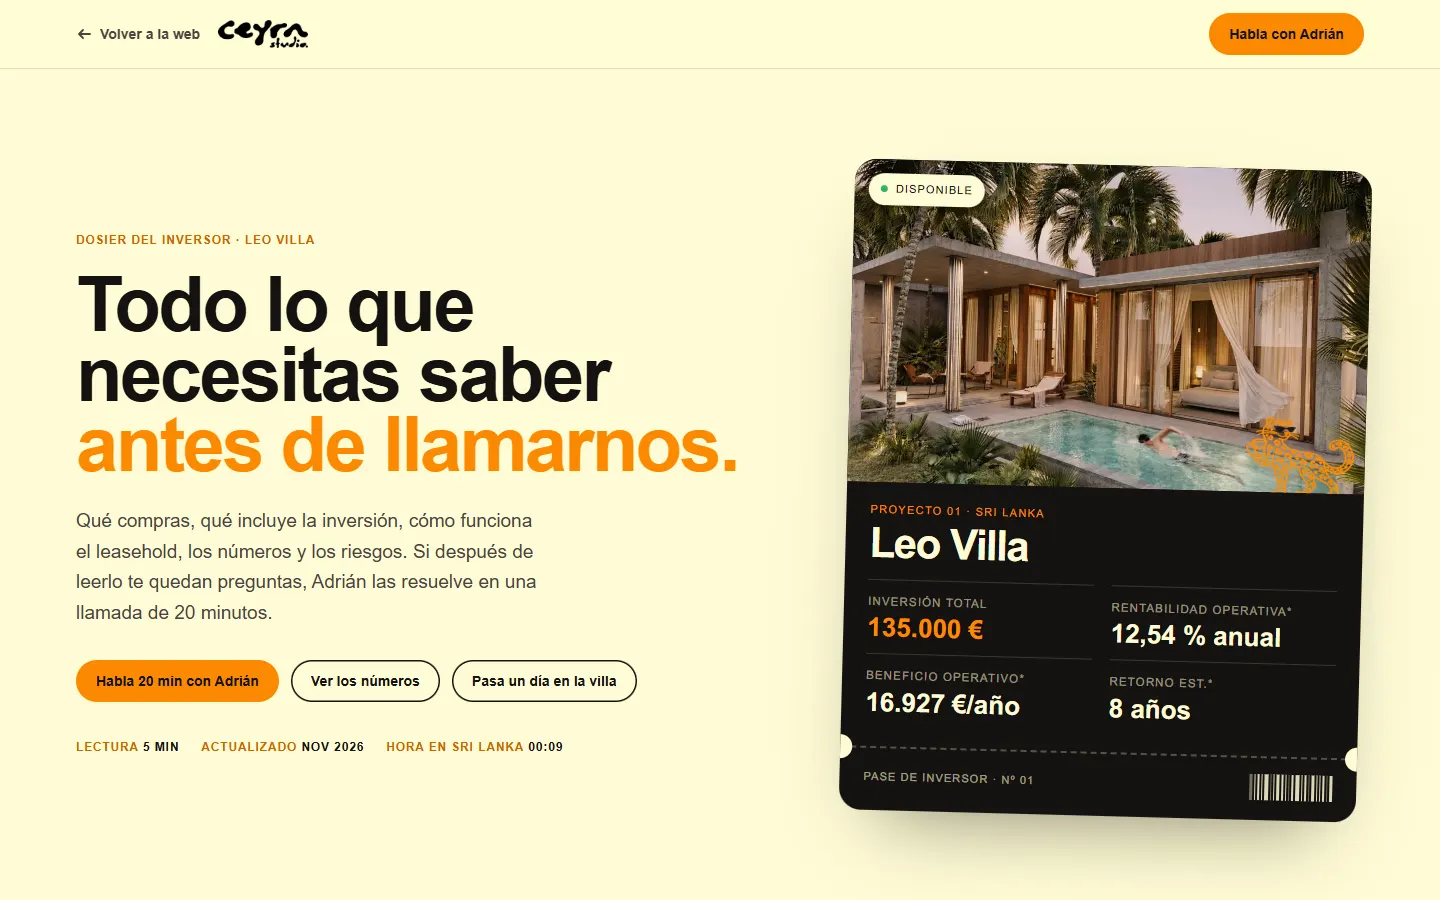 Volver a la web
ceyra
studio.
Habla con Adrián
DOSIER DEL INVERSOR · LEO VILLA
Todo lo que
necesitas saber
antes de llamarnos.
Qué compras, qué incluye la inversión, cómo funciona
el leasehold, los números y los riesgos. Si después de
leerlo te quedan preguntas, Adrián las resuelve en una
llamada de 20 minutos.
Habla 20 min con Adrián
Ver los números
Pasa un día en la villa
LECTURA 5 MIN
ACTUALIZADO NOV 2026
HORA EN SRI LANKA 00:09
DISPONIBLE
PROYECTO 01 · SRI LANKA
Leo Villa
INVERSIÓN TOTAL
135.000 €
RENTABILIDAD OPERATIVA*
12,54 % anual
BENEFICIO OPERATIVO*
16.927 €/año
RETORNO EST.*
8 años
PASE DE INVERSOR · Nº 01